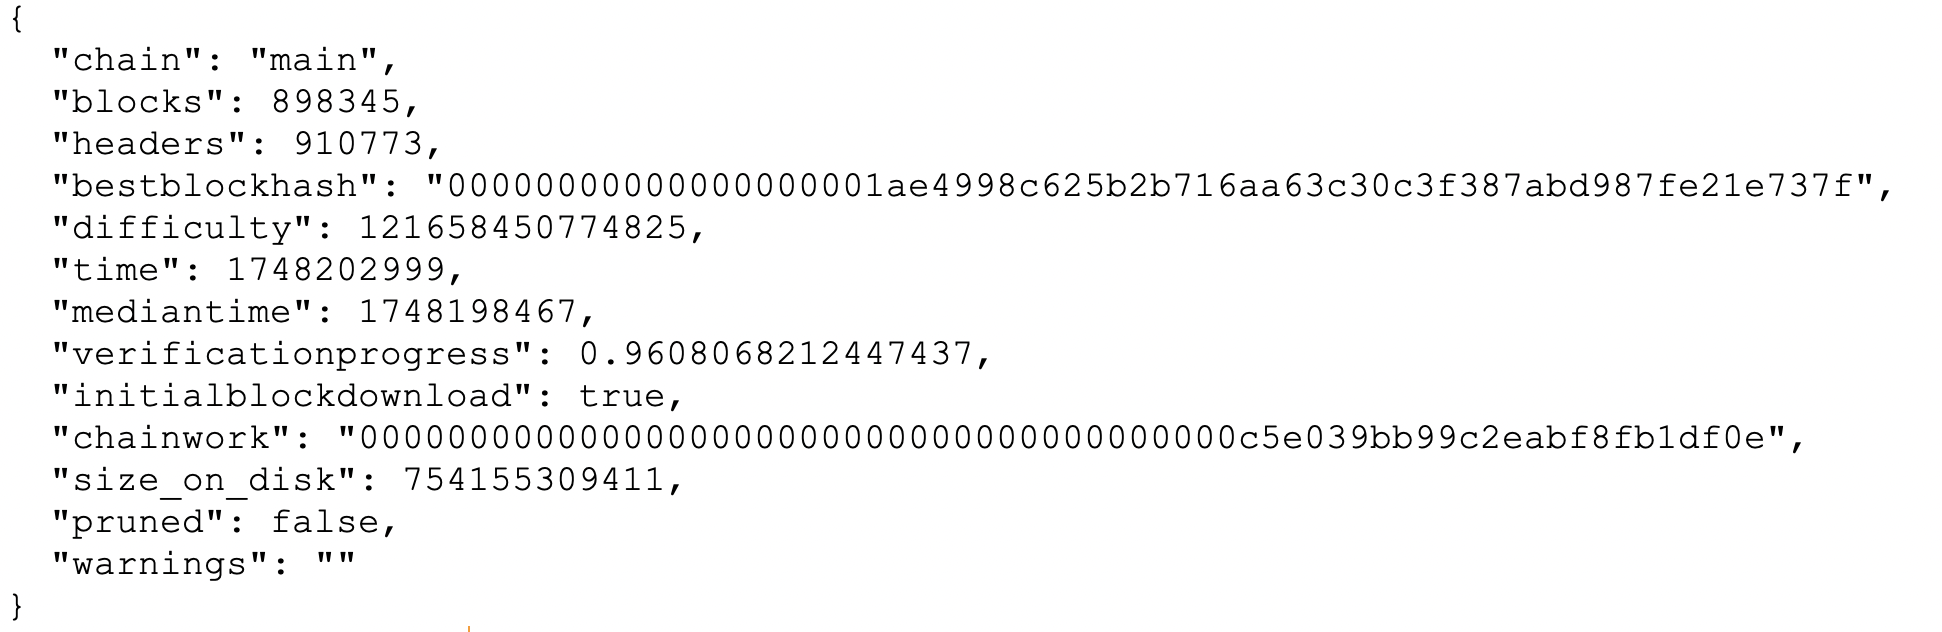 {
"chain": "main",
"blocks": 898345,
"headers": 910773,
"bestblockhash": "00000000000000000001ae4998c625b2b716aa63c30c3f387abd987fe21e737f",
"difficulty": 121658450774825,
"time": 1748202999,
"mediantime": 1748198467,
"verificationprogress": 0.9608068212447437,
"initialblockdownload": true,
"chainwork": "0000000000000000000000000000000000000000c5e039bb99c2eabf8fb1df0e",
"size_on_disk": 754155309411,
"pruned": false,
"warnings": ""
}